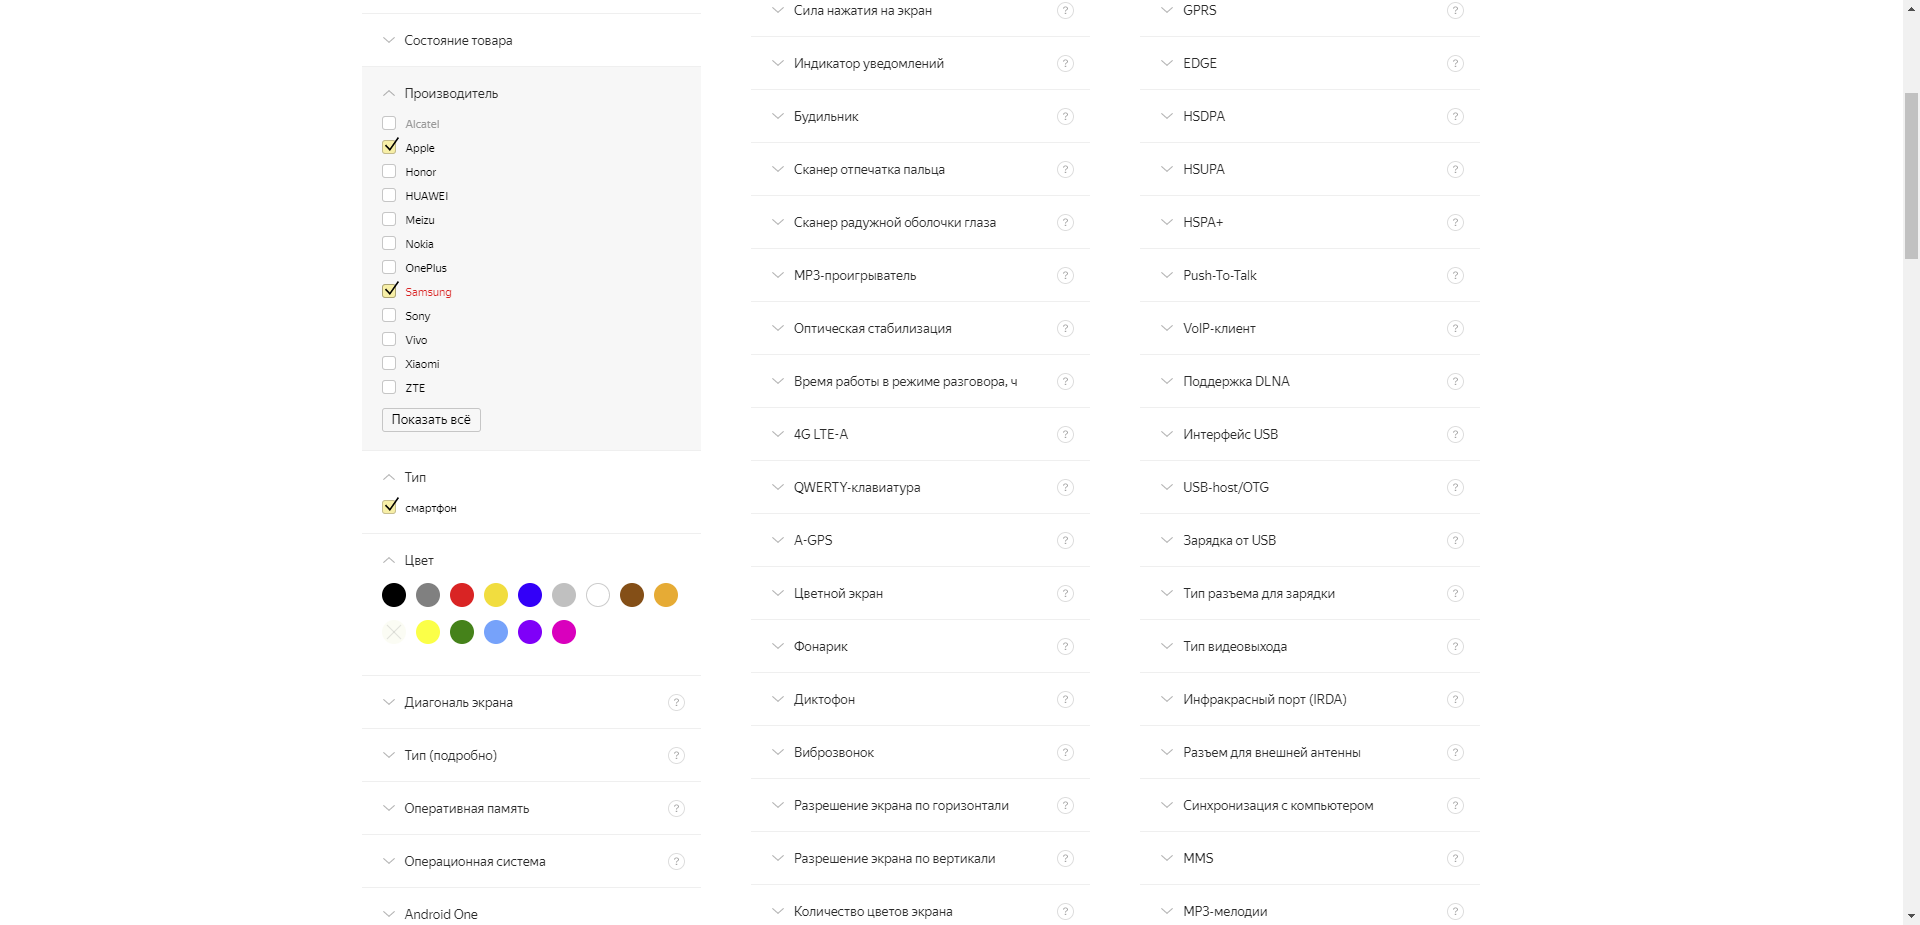 Состояние товара
Производитель
Alcatel
Apple
Honor
HUAWEI
Meizu
Nokia
OnePlus
Samsung
Sony
Vivo
Xiaomi
ZTE
Показать всё
Тип
смартфон
Цвет
Диагональ экрана ?
Тип (подробно) ?
Оперативная память ?
Операционная система ?
Android One
Сила нажатия на экран ?
Индикатор уведомлений ?
Будильник ?
Сканер отпечатка пальца ?
Сканер радужной оболочки глаза ?
MP3-проигрыватель ?
Оптическая стабилизация ?
Время работы в режиме разговора, ч ?
4G LTE-A ?
QWERTY-клавиатура ?
A-GPS ?
Цветной экран ?
Фонарик ?
Диктофон ?
Виброзвонок ?
Разрешение экрана по горизонтали ?
Разрешение экрана по вертикали ?
Количество цветов экрана ?
GPRS ?
EDGE ?
HSDPA ?
HSUPA ?
HSPA+ ?
Push-To-Talk ?
VoIP-клиент ?
Поддержка DLNA ?
Интерфейс USB ?
USB-host/OTG ?
Зарядка от USB ?
Тип разъема для зарядки ?
Тип видеовыхода ?
Инфракрасный порт (IRDA) ?
Разъем для внешней антенны ?
Синхронизация с компьютером ?
MMS ?
MP3-мелодии ?